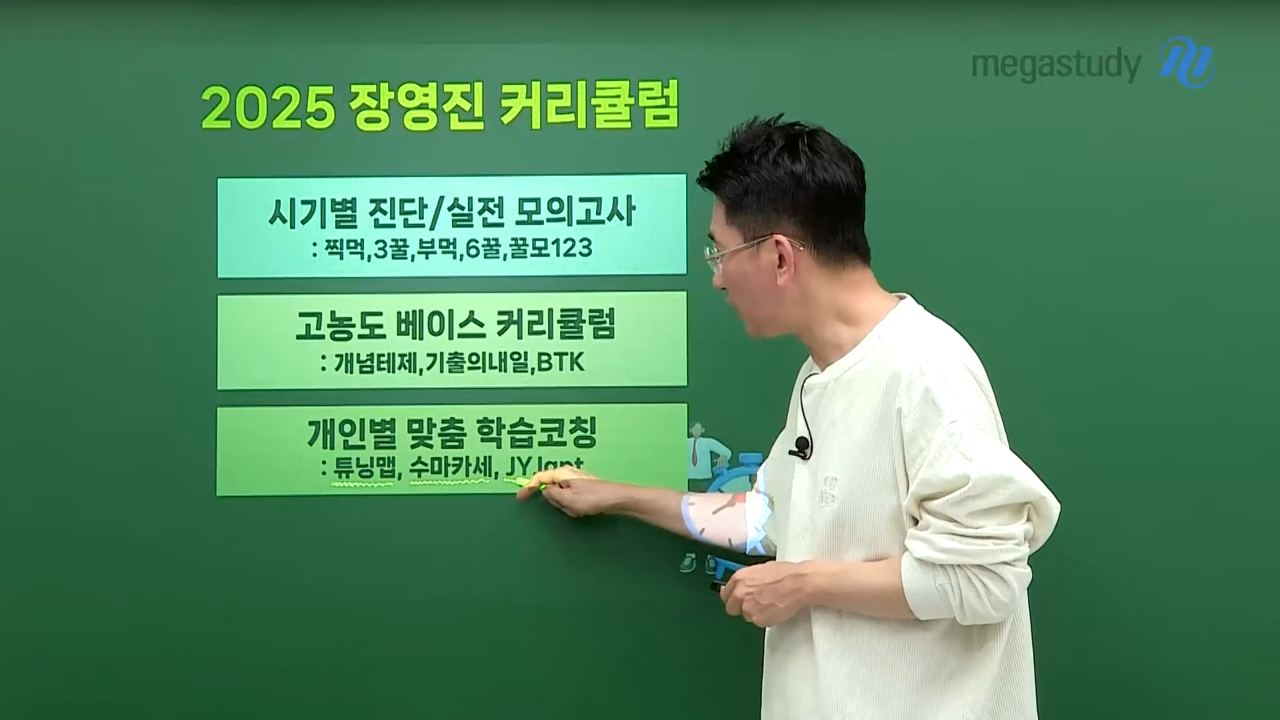 megastudy
2025 장영진 커리큘럼
시기별 진단/실전 모의고사
: 찍먹,3꿀,부먹,6꿀,꿀모123
고농도 베이스 커리큘럼
: 개념테제,기출의내일,BTK
개인별 맞춤 학습코칭
: 튜닝맵, 수마카세,